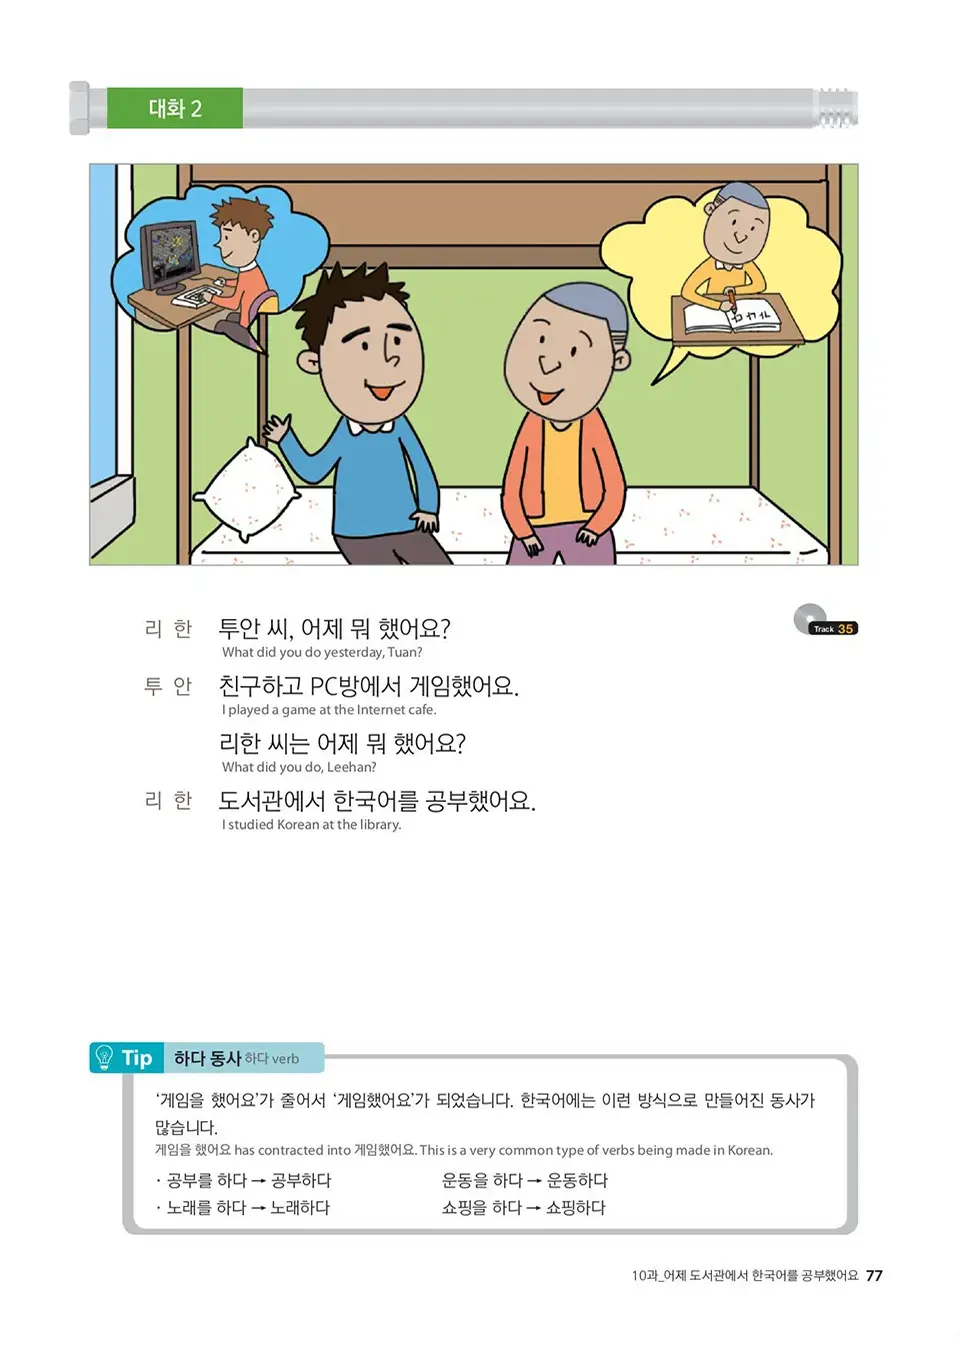 대화 2
리 한 투안 씨, 어제 뭐 했어요?
Track 35
What did you do yesterday, Tuan?
투 안 친구하고 PC방에서 게임했어요.
I played a game at the Internet cafe.
리한 씨는 어제 뭐 했어요?
What did you do, Leehan?
리 한 도서관에서 한국어를 공부했어요.
I studied Korean at the library.
Tip 하다 동사 하다 verb
‘게임을 했어요’가 줄어서 ‘게임했어요’가 되었습니다. 한국어에는 이런 방식으로 만들어진 동사가
많습니다.
게임을 했어요 has contracted into 게임했어요. This is a very common type of verbs being made in Korean.
· 공부를 하다 → 공부하다 운동을 하다 → 운동하다
· 노래를 하다 → 노래하다 쇼핑을 하다 → 쇼핑하다
10과_어제 도서관에서 한국어를 공부했어요 77